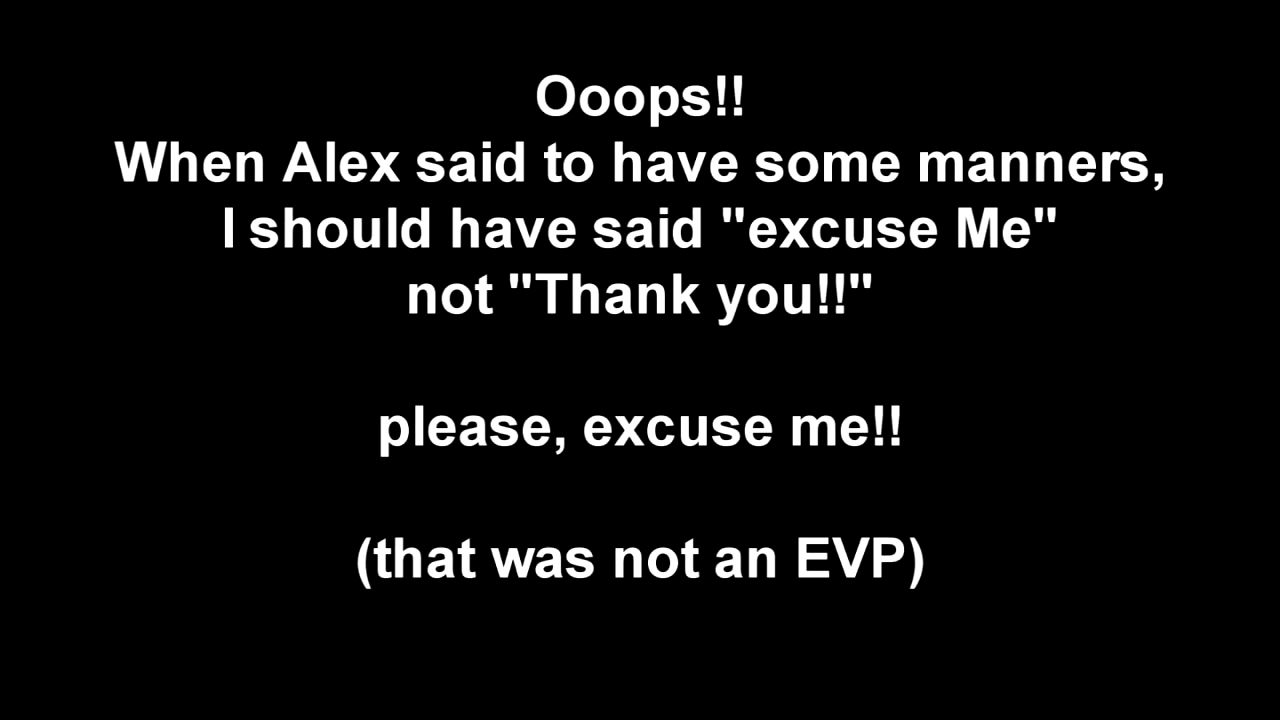 Ooops!!
When Alex said to have some manners,
I should have said "excuse Me"
not "Thank you!!"
please, excuse me!!
(that was not an EVP)